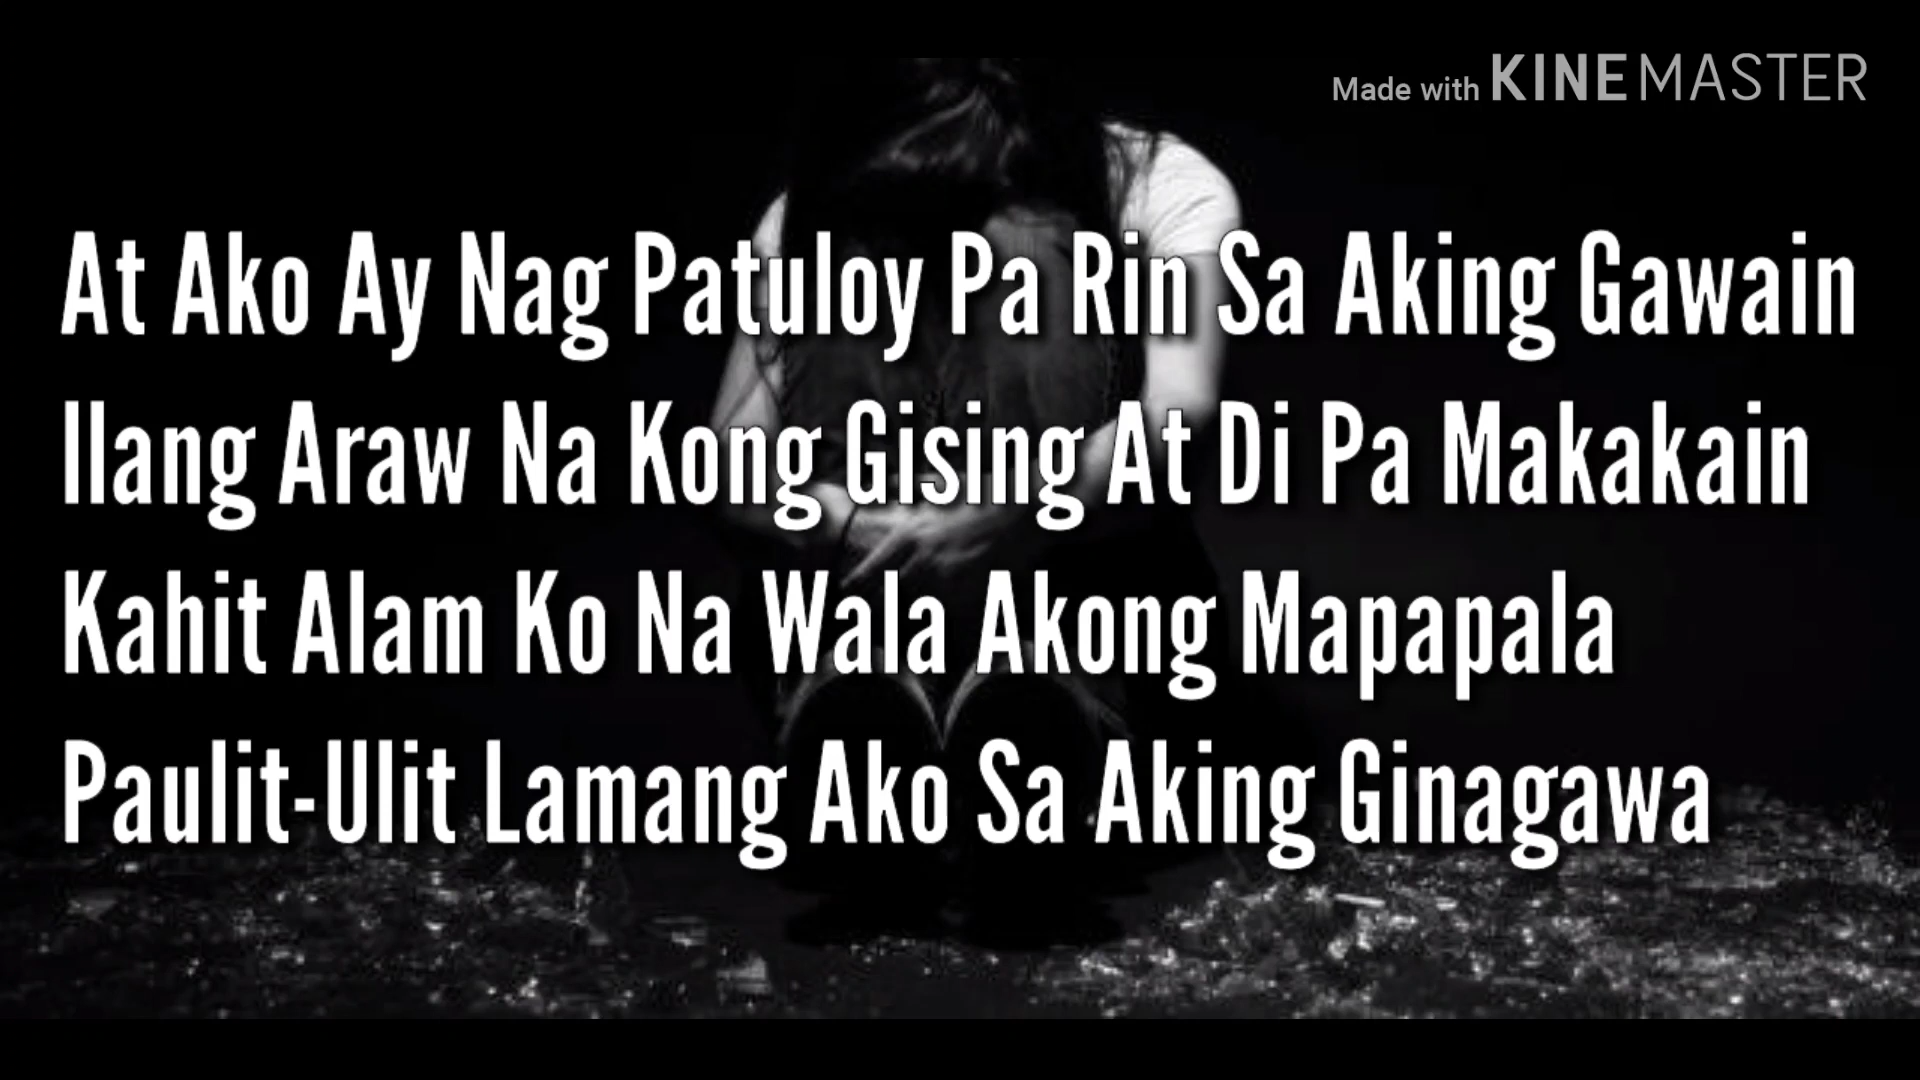 Made with KINEMASTER
At Ako Ay Nag Patuloy Pa Rin Sa Aking Gawain
Ilang Araw Na Kong Gising At Di Pa Makakain
Kahit Alam Ko Na Wala Akong Mapapala
Paulit-Ulit Lamang Ako Sa Aking Ginagawa